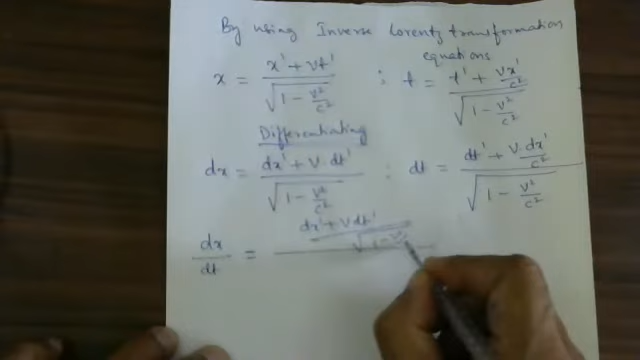 By using Inverse Lorentz transformation
equations
x = (x' + vt') / √(1 - v²/c²) ; t = (t' + vx'/c²) / √(1 - v²/c²)
Differentiating
dx = (dx' + v.dt') / √(1 - v²/c²) ; dt = (dt' + v.dx'/c²) / √(1 - v²/c²)
dx/dt = (dx' + vdt') / √(1 - v²/c²)